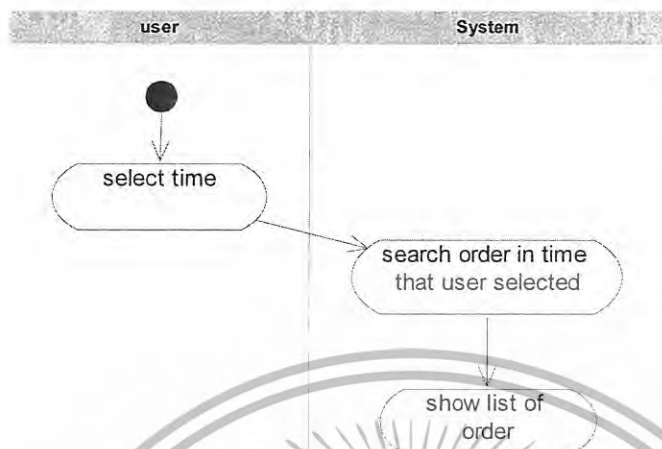 user
System
select time
search order in time
that user selected
show list of
order